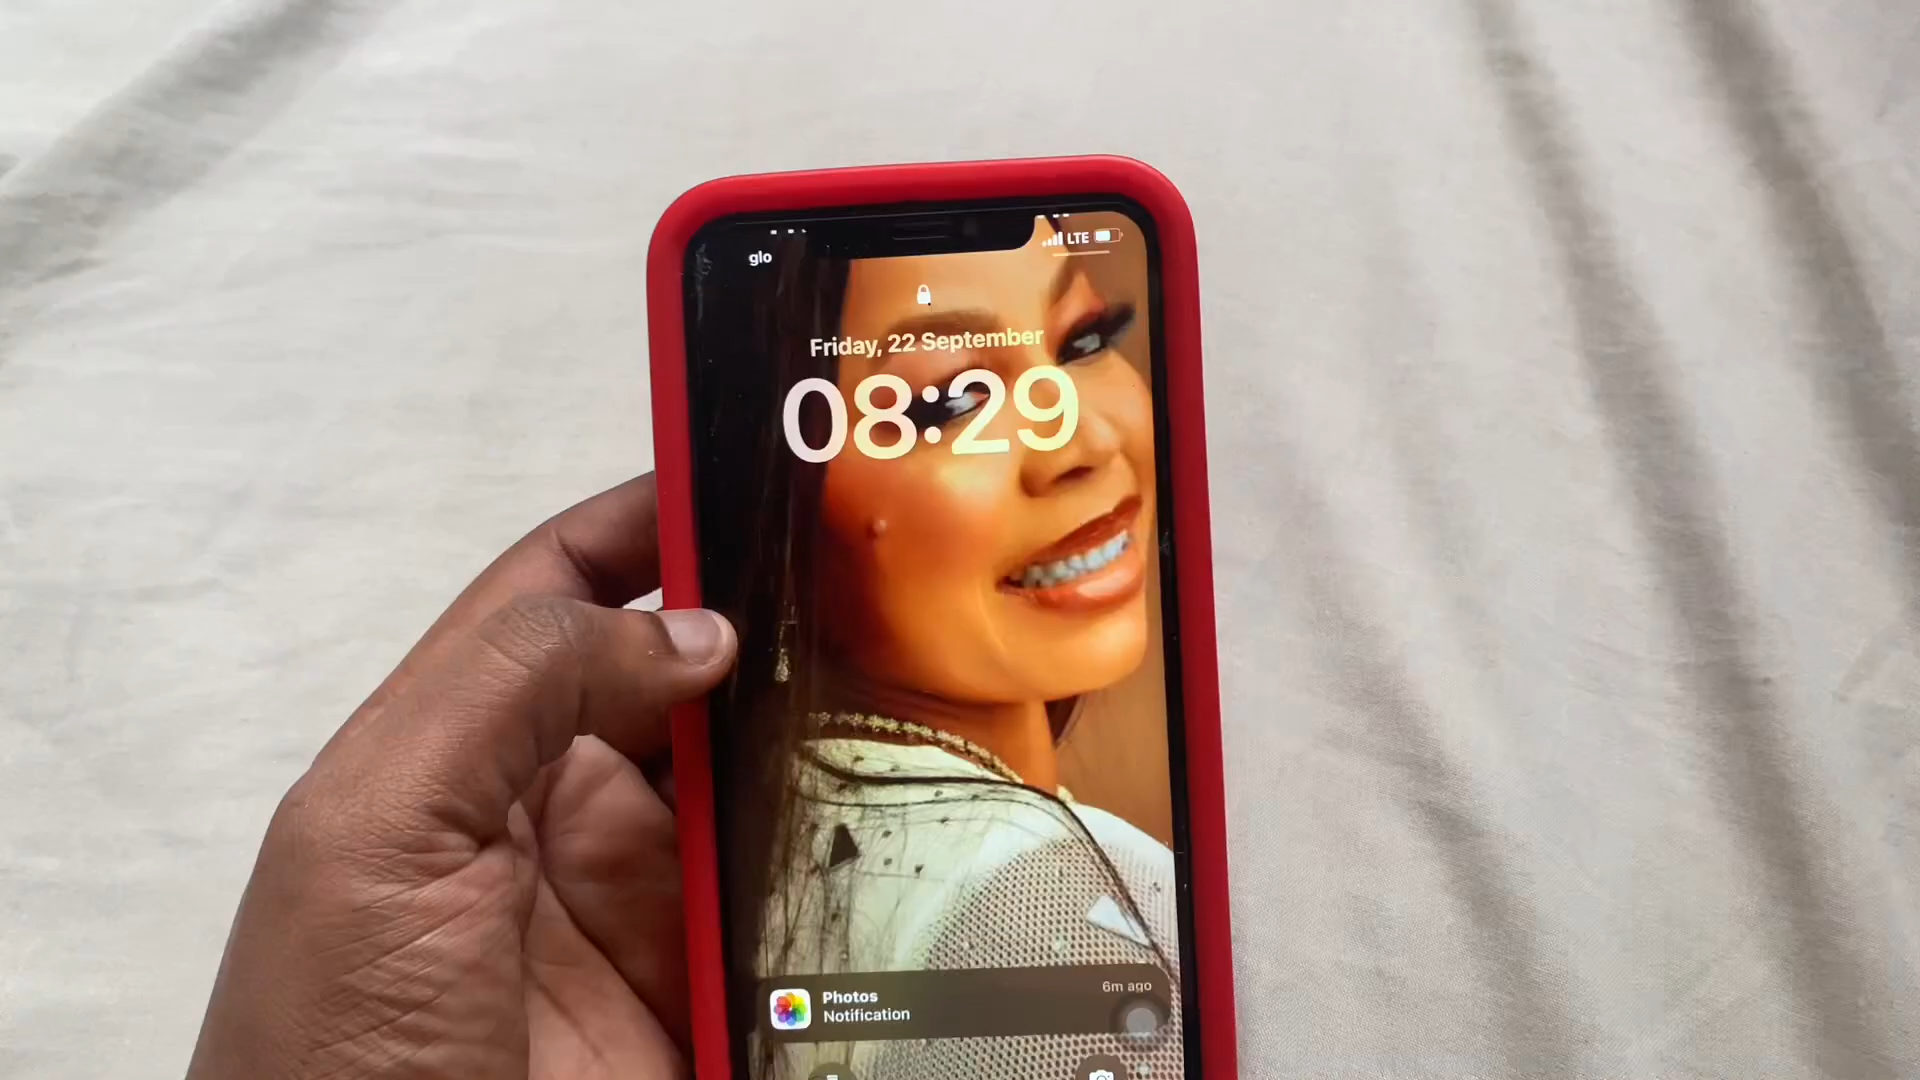 glo
LTE
Friday, 22 September
08:29
Photos
6m ago
Notification